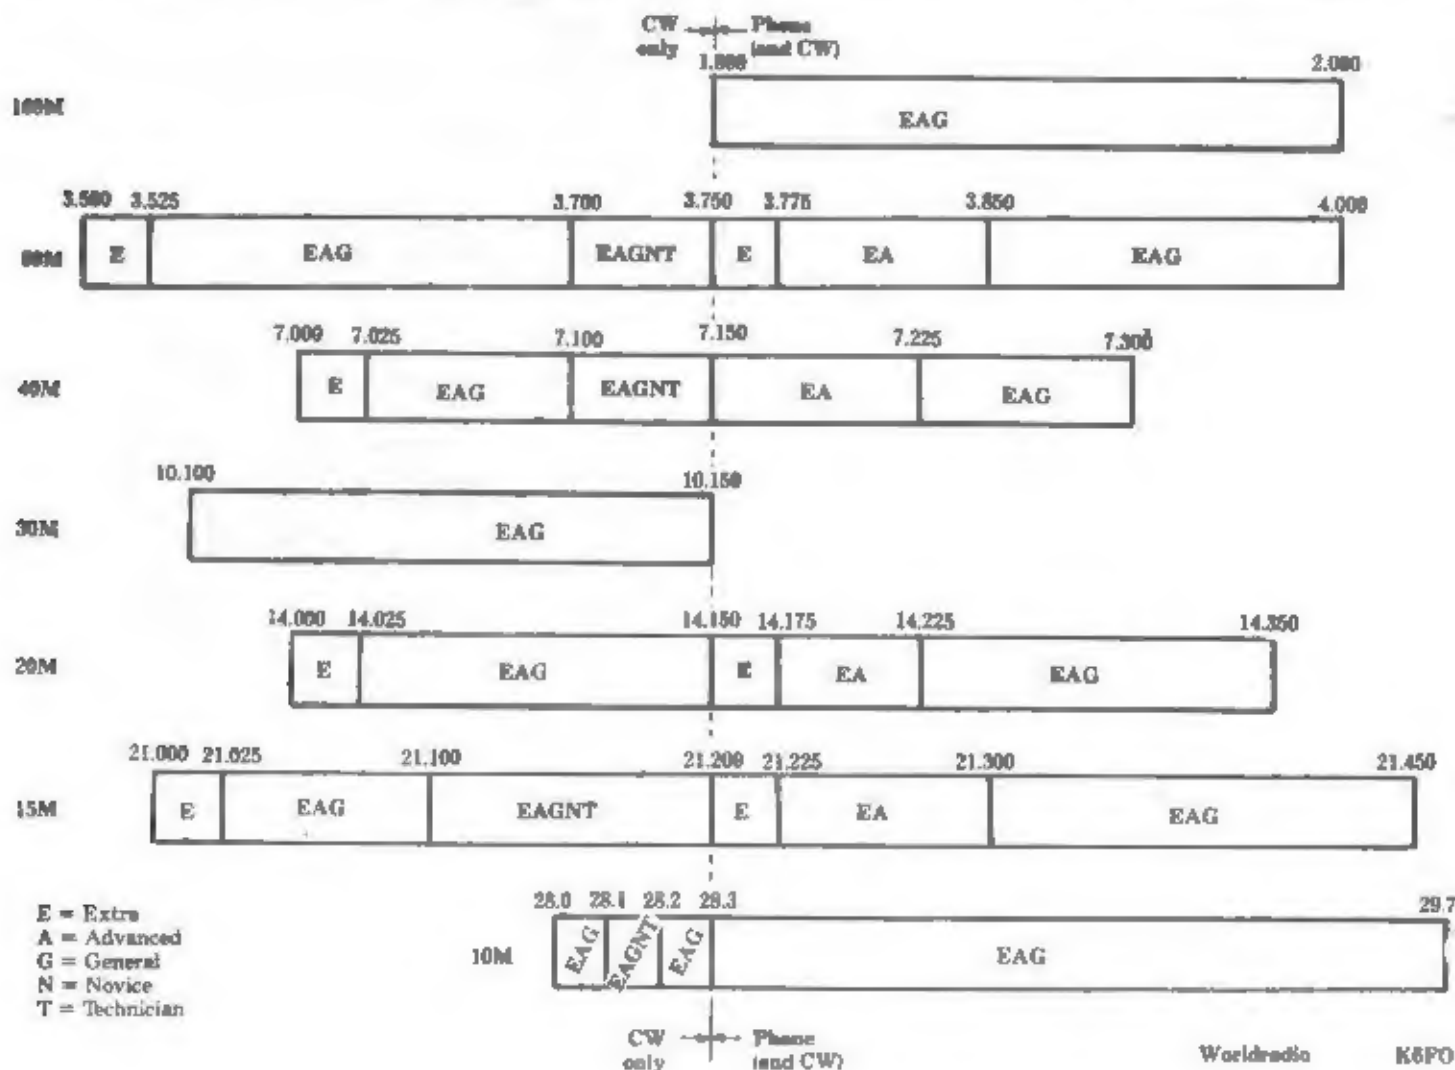 CW Phone
only (and CW)
1.800 2.000
160M EAG
3.500 3.525 3.700 3.750 3.775 3.850 4.000
80M E EAG EAGNT E EA EAG
7.000 7.025 7.100 7.150 7.225 7.300
40M E EAG EAGNT EA EAG
10.100 10.150
30M EAG
14.000 14.025 14.150 14.175 14.225 14.350
20M E EAG E EA EAG
21.000 21.025 21.100 21.200 21.225 21.300 21.450
15M E EAG EAGNT E EA EAG
28.0 28.1 28.2 28.3 29.7
10M EAG EAGNT EAG EAG
E = Extra
A = Advanced
G = General
N = Novice
T = Technician
CW Phone
only (and CW)
Worldradio